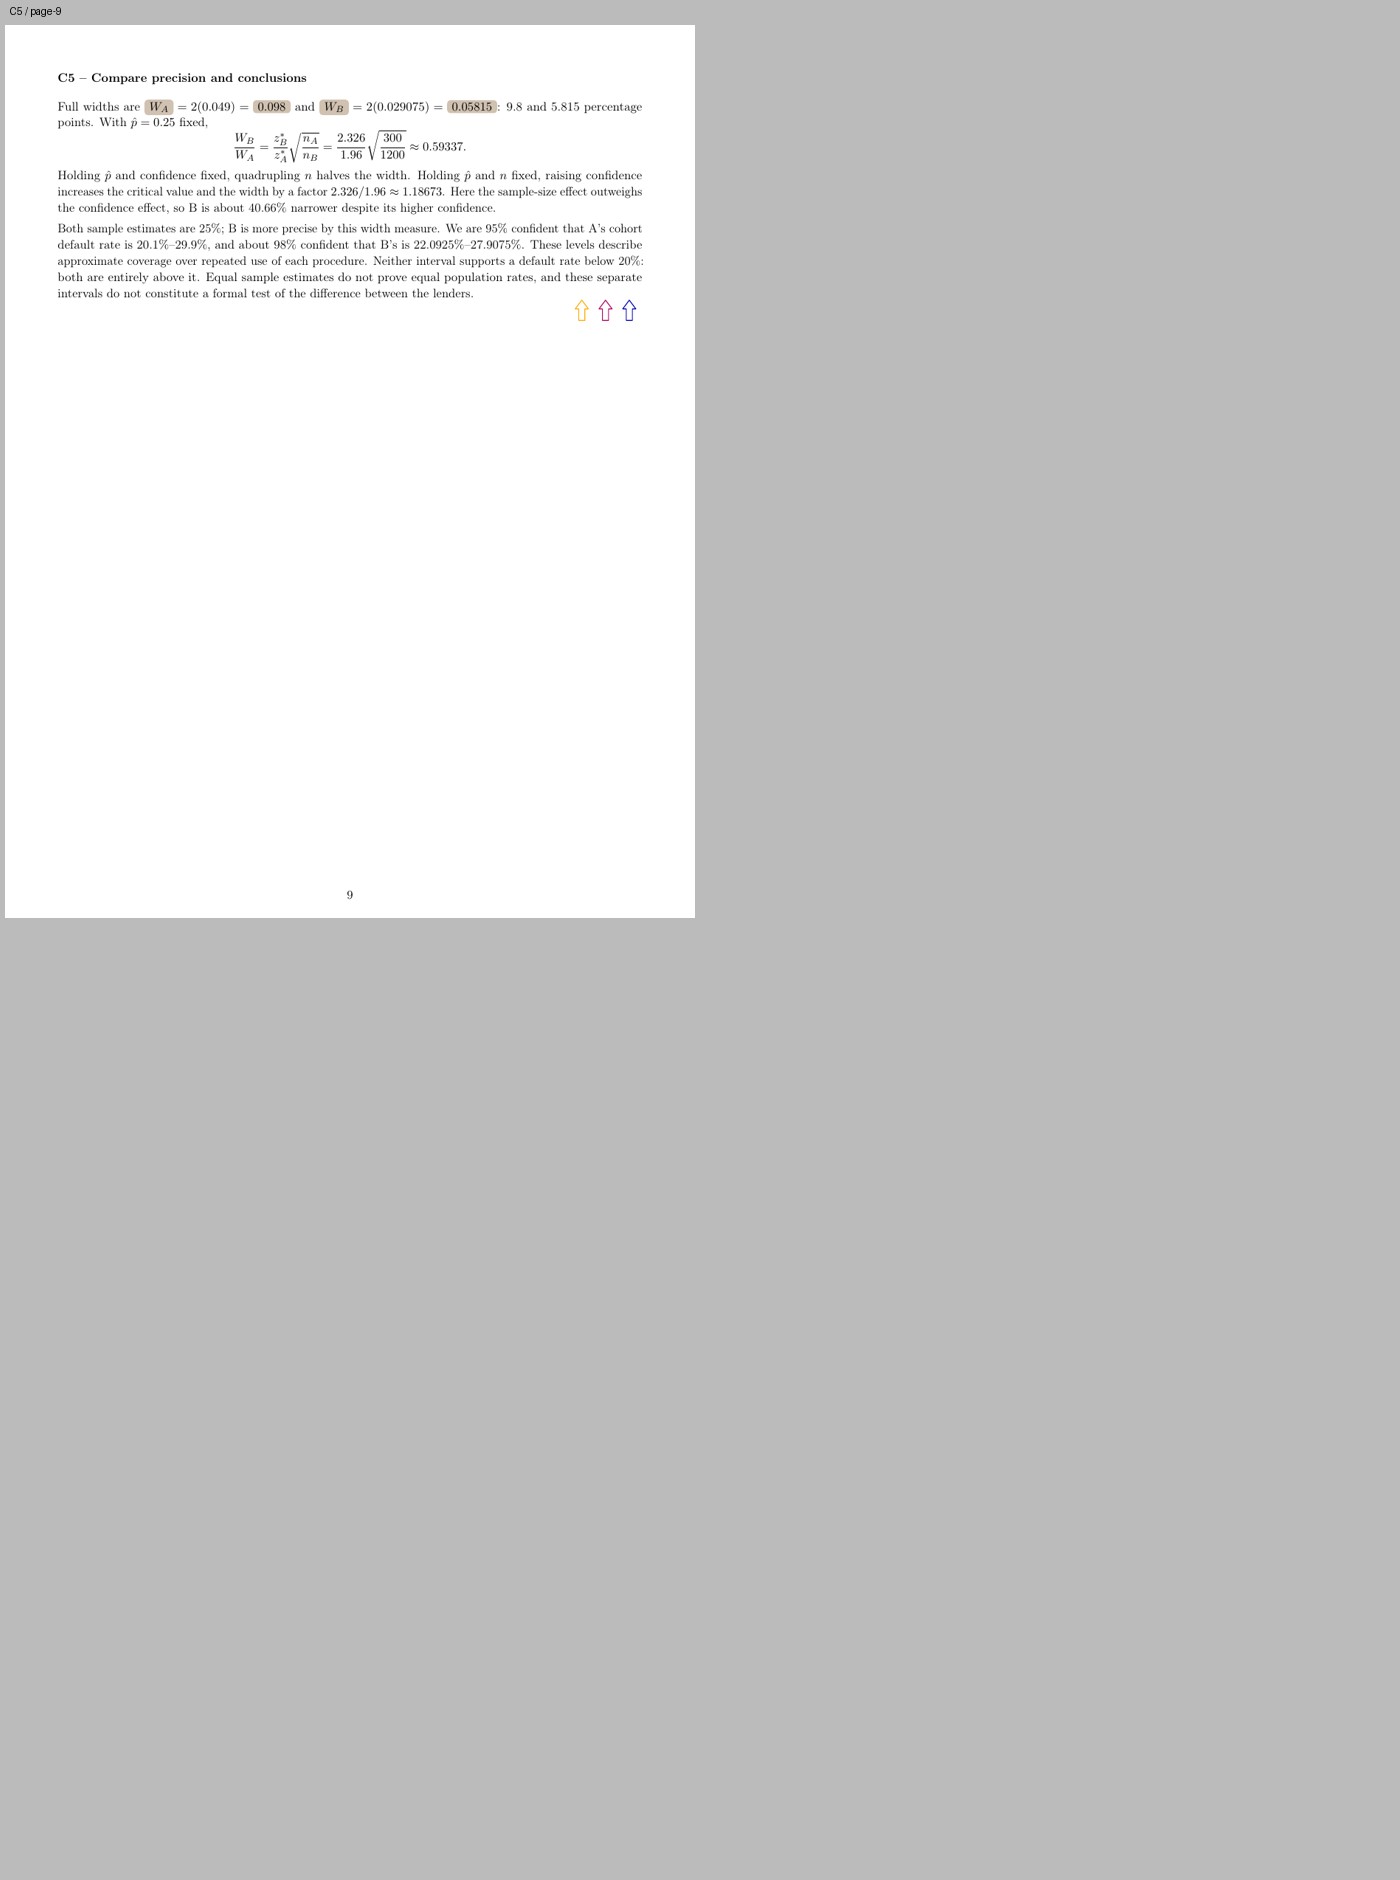 C5 / page-9
C5 – Compare precision and conclusions
Full widths are W_A = 2(0.049) = 0.098 and W_B = 2(0.029075) = 0.05815: 9.8 and 5.815 percentage
points. With p̂ = 0.25 fixed,
W_B/W_A = z*_B/z*_A √(n_A/n_B) = 2.326/1.96 √(300/1200) ≈ 0.59337.
Holding p̂ and confidence fixed, quadrupling n halves the width. Holding p̂ and n fixed, raising confidence
increases the critical value and the width by a factor 2.326/1.96 ≈ 1.18673. Here the sample-size effect outweighs
the confidence effect, so B is about 40.66% narrower despite its higher confidence.
Both sample estimates are 25%; B is more precise by this width measure. We are 95% confident that A's cohort
default rate is 20.1%–29.9%, and about 98% confident that B's is 22.0925%–27.9075%. These levels describe
approximate coverage over repeated use of each procedure. Neither interval supports a default rate below 20%:
both are entirely above it. Equal sample estimates do not prove equal population rates, and these separate
intervals do not constitute a formal test of the difference between the lenders.
9